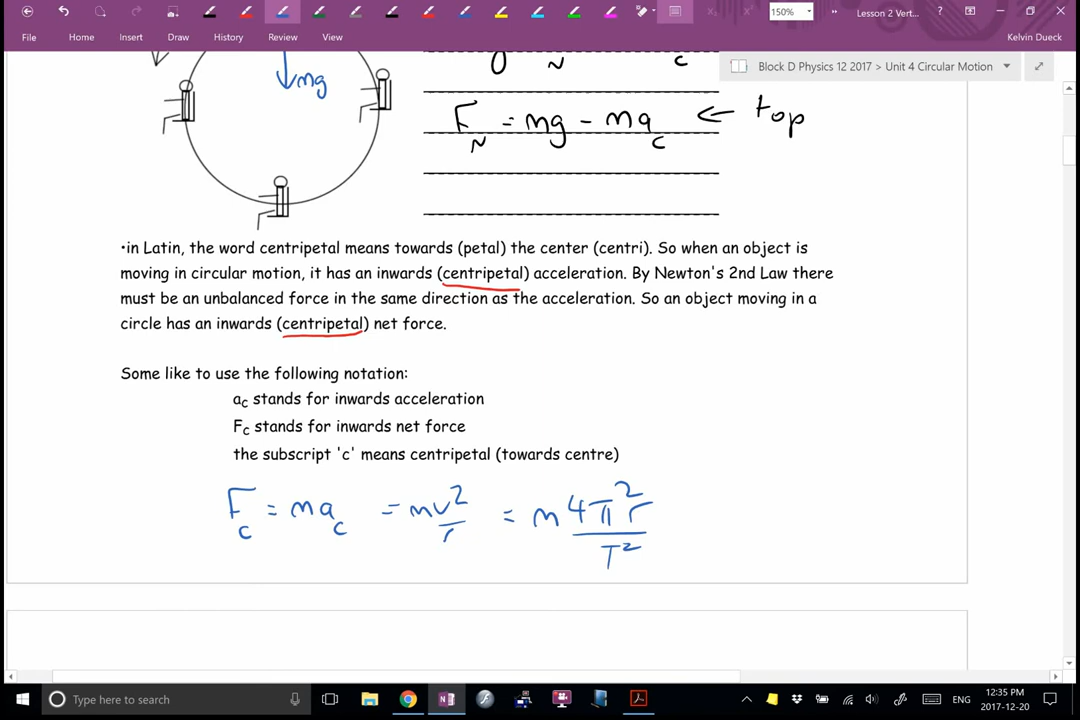 150%
Lesson 2 Vert...
File Home Insert Draw History Review View
Kelvin Dueck
Block D Physics 12 2017 > Unit 4 Circular Motion
mg
N c
F_N = mg - ma_c ← top
•in Latin, the word centripetal means towards (petal) the center (centri). So when an object is
moving in circular motion, it has an inwards (centripetal) acceleration. By Newton's 2nd Law there
must be an unbalanced force in the same direction as the acceleration. So an object moving in a
circle has an inwards (centripetal) net force.
Some like to use the following notation:
a_c stands for inwards acceleration
F_c stands for inwards net force
the subscript 'c' means centripetal (towards centre)
F_c = ma_c = mv²/r = m 4π²r/T²
Type here to search
ENG
12:35 PM
2017-12-20